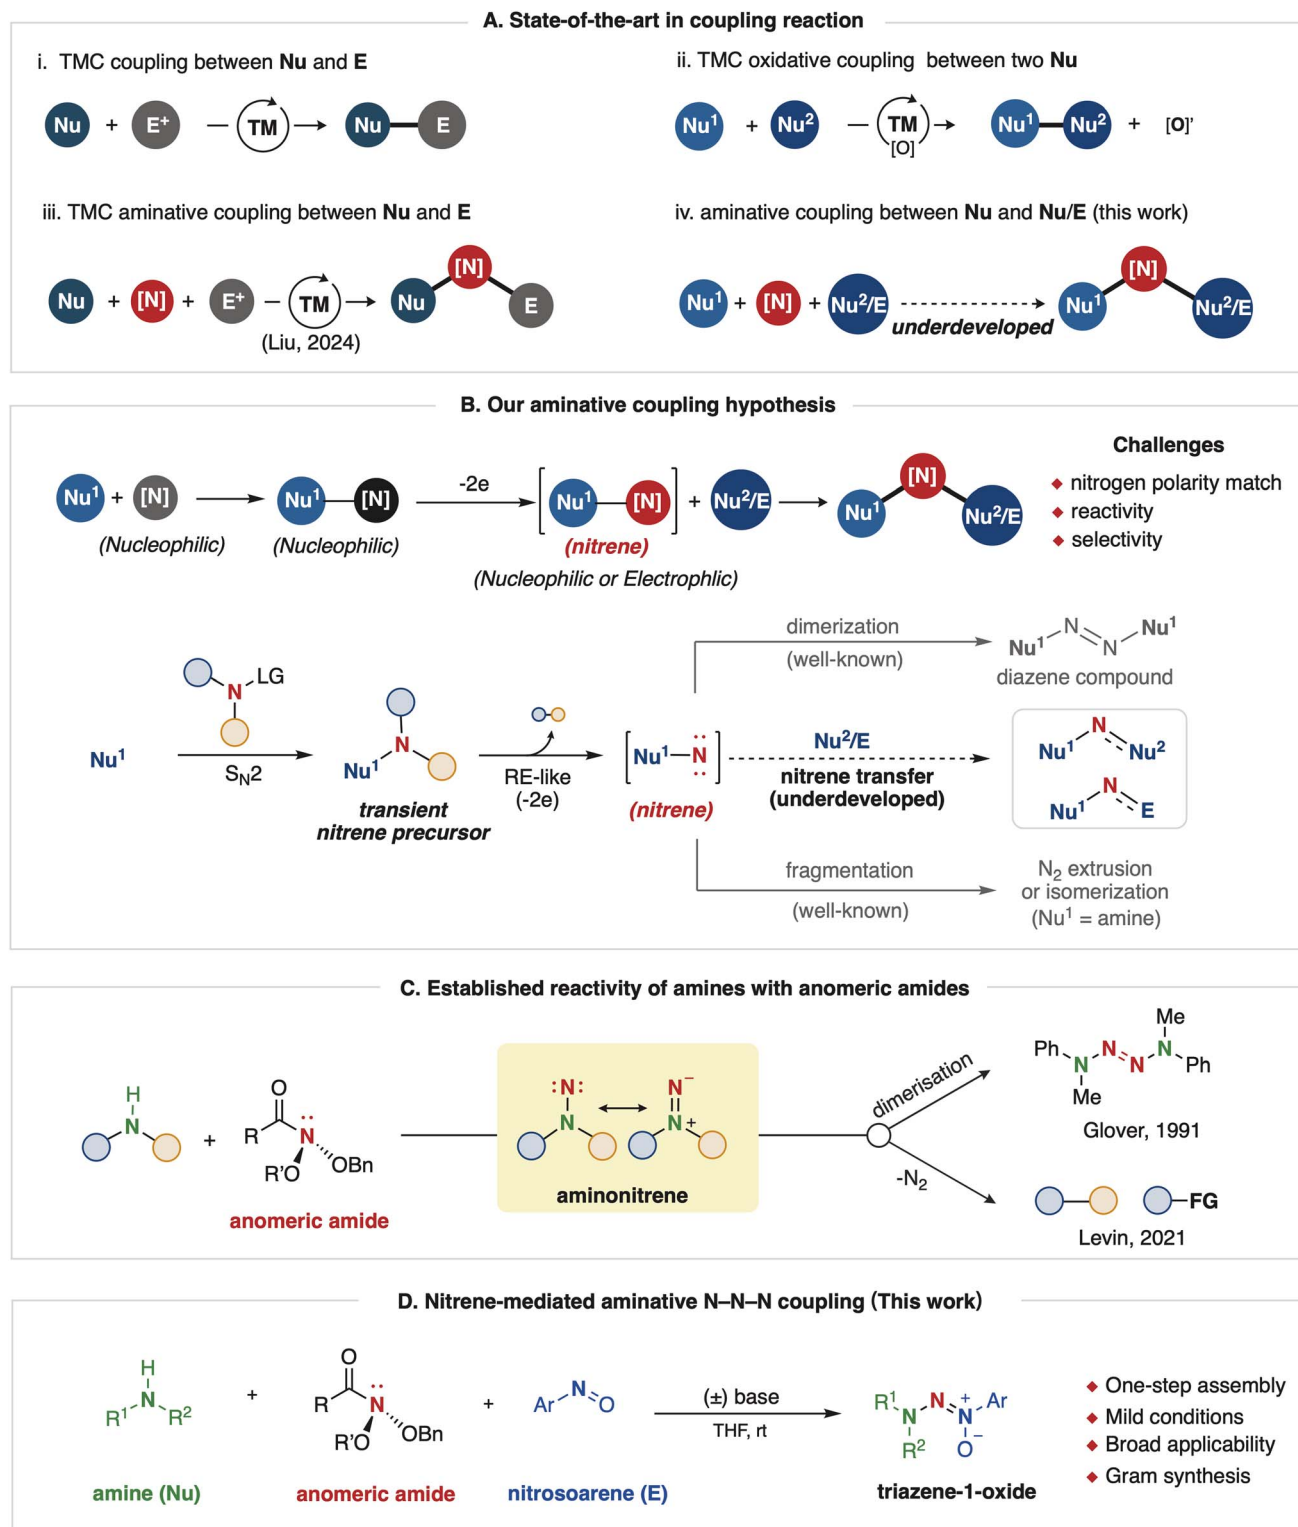 A. State-of-the-art in coupling reaction
i. TMC coupling between Nu and E
Nu + E⁺ TM Nu E
ii. TMC oxidative coupling between two Nu
Nu¹ + Nu² TM [O] Nu¹ Nu² + [O]'
iii. TMC aminative coupling between Nu and E
Nu + [N] + E⁺ TM Nu [N] E
(Liu, 2024)
iv. aminative coupling between Nu and Nu/E (this work)
Nu¹ + [N] + Nu²/E Nu¹ [N] Nu²/E
underdeveloped
B. Our aminative coupling hypothesis
Nu¹ + [N] Nu¹ [N] -2e Nu¹ [N] + Nu²/E Nu¹ [N] Nu²/E
(Nucleophilic)
(Nucleophilic)
(nitrene)
(Nucleophilic or Electrophlic)
Challenges
nitrogen polarity match
reactivity
selectivity
Nu¹
N LG
S_N2
Nu¹ N
transient
nitrene precursor
RE-like
(-2e)
[Nu¹ N̤̈]
(nitrene)
dimerization
(well-known)
Nu¹ N N Nu¹
diazene compound
Nu²/E
nitrene transfer
(underdeveloped)
Nu¹ N Nu²
Nu¹ N E
fragmentation
(well-known)
N₂ extrusion
or isomerization
(Nu¹ = amine)
C. Established reactivity of amines with anomeric amides
H
N
+
O
R N
R'O OBn
anomeric amide
:N: N⁻
N N⁺
aminonitrene
dimerisation
-N₂
Me
Ph N N N N Ph
Me
Glover, 1991
FG
Levin, 2021
D. Nitrene-mediated aminative N–N–N coupling (This work)
H
N
R¹ R²
amine (Nu)
+
O
R N
R'O OBn
anomeric amide
+
Ar N O
nitrosoarene (E)
(±) base
THF, rt
R¹ N N N⁺ Ar
R² O⁻
triazene-1-oxide
One-step assembly
Mild conditions
Broad applicability
Gram synthesis